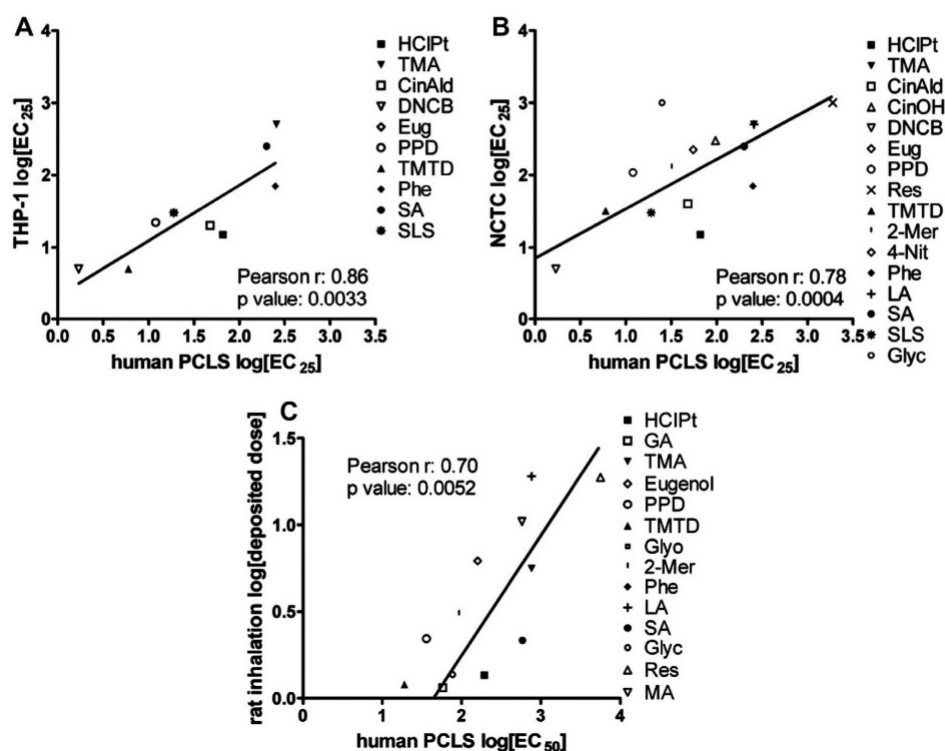 A
THP-1 log[EC25]
4
3
2
1
0
0.0 0.5 1.0 1.5 2.0 2.5 3.0 3.5
human PCLS log[EC25]
Pearson r: 0.86
p value: 0.0033
HClPt
TMA
CinAld
DNCB
Eug
PPD
TMTD
Phe
SA
SLS
B
NCTC log[EC25]
4
3
2
1
0
0.0 0.5 1.0 1.5 2.0 2.5 3.0 3.5
human PCLS log[EC25]
Pearson r: 0.78
p value: 0.0004
HClPt
TMA
CinAld
CinOH
DNCB
Eug
PPD
Res
TMTD
2-Mer
4-Nit
Phe
LA
SA
SLS
Glyc
C
rat inhalation log[deposited dose]
1.5
1.0
0.5
0.0
0 1 2 3 4
human PCLS log[EC50]
Pearson r: 0.70
p value: 0.0052
HClPt
GA
TMA
Eugenol
PPD
TMTD
Glyo
2-Mer
Phe
LA
SA
Glyc
Res
MA